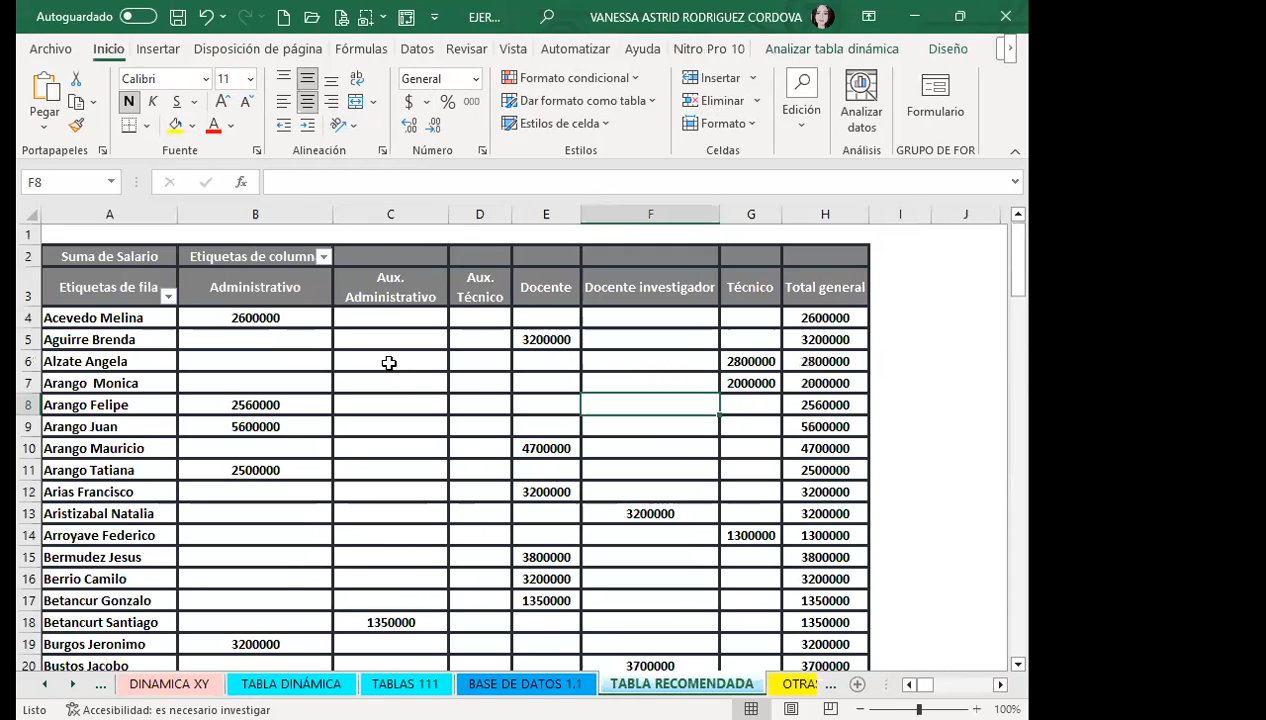 Autoguardado EJER... VANESSA ASTRID RODRIGUEZ CORDOVA
Archivo Inicio Insertar Disposición de página Fórmulas Datos Revisar Vista Automatizar Ayuda Nitro Pro 10 Analizar tabla dinámica Diseño
Pegar
Portapapeles
Calibri 11
N K S A A
A
Fuente
ab
Alineación
General
$ % 000
Número
Formato condicional
Dar formato como tabla
Estilos de celda
Estilos
Insertar
Eliminar
Formato
Celdas
Edición
Analizar datos
Análisis
Formulario
GRUPO DE FOR
F8 fx
A B C D E F G H I J
1
2 Suma de Salario Etiquetas de column
3 Etiquetas de fila Administrativo Aux. Administrativo Aux. Técnico Docente Docente investigador Técnico Total general
4 Acevedo Melina 2600000 2600000
5 Aguirre Brenda 3200000 3200000
6 Alzate Angela 2800000 2800000
7 Arango Monica 2000000 2000000
8 Arango Felipe 2560000 2560000
9 Arango Juan 5600000 5600000
10 Arango Mauricio 4700000 4700000
11 Arango Tatiana 2500000 2500000
12 Arias Francisco 3200000 3200000
13 Aristizabal Natalia 3200000 3200000
14 Arroyave Federico 1300000 1300000
15 Bermudez Jesus 3800000 3800000
16 Berrio Camilo 3200000 3200000
17 Betancur Gonzalo 1350000 1350000
18 Betancurt Santiago 1350000 1350000
19 Burgos Jeronimo 3200000 3200000
20 Bustos Jacobo 3700000 3700000
... DINAMICA XY TABLA DINÁMICA TABLAS 111 BASE DE DATOS 1.1 TABLA RECOMENDADA OTRAS ...
Listo Accesibilidad: es necesario investigar 100%